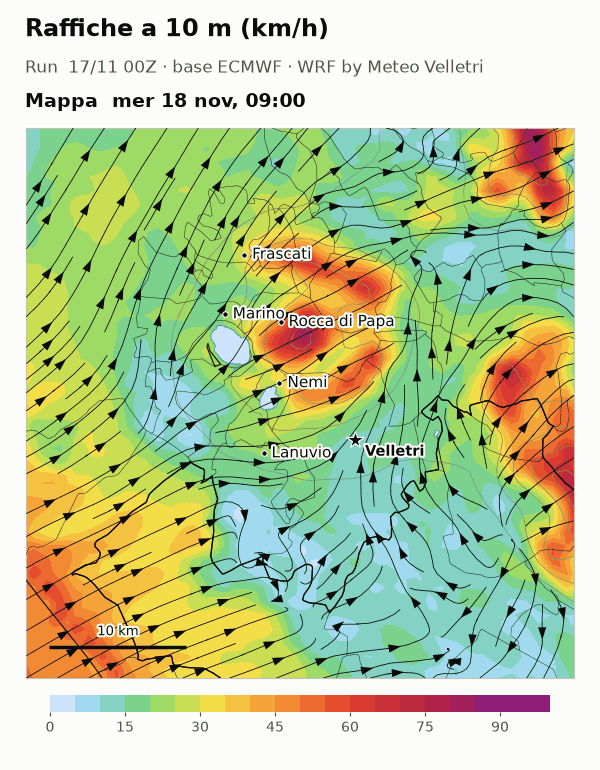 Raffiche a 10 m (km/h)
Run 17/11 00Z · base ECMWF · WRF by Meteo Velletri
Mappa mer 18 nov, 09:00
Frascati
Marino
Rocca di Papa
Nemi
Velletri
Lanuvio
10 km
0 15 30 45 60 75 90